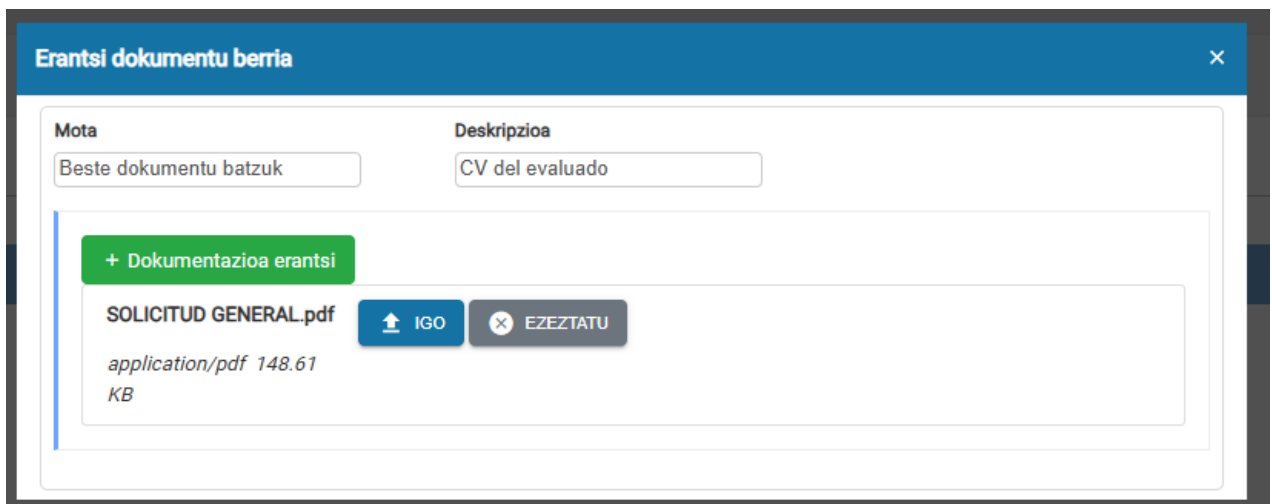 Erantsi dokumentu berria ×
Mota Deskripzioa
Beste dokumentu batzuk CV del evaluado
+ Dokumentazioa erantsi
SOLICITUD GENERAL.pdf IGO EZEZTATU
application/pdf 148.61
KB